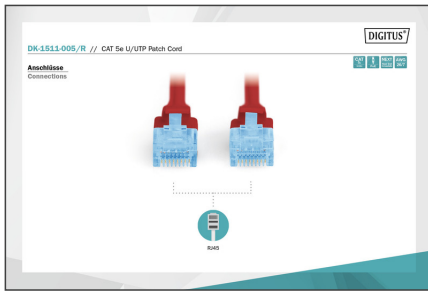 DIGITUS®
DK-1511-005/R // CAT 5e U/UTP Patch Cord
Anschlüsse
Connections
RJ45